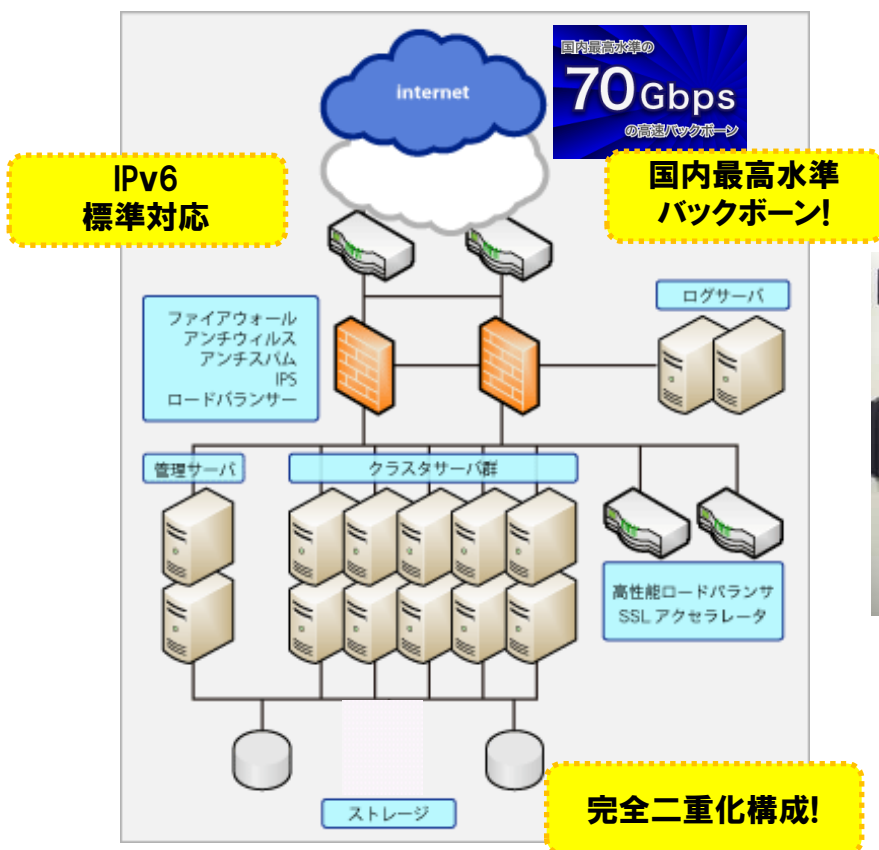 internet
国内最高水準の
70Gbps
の高速バックボーン
IPv6
標準対応
国内最高水準
バックボーン!
ログサーバ
ファイアウォール
アンチウィルス
アンチスパム
IPS
ロードバランサー
管理サーバ
クラスタサーバ群
高性能ロードバランサ
SSLアクセラレータ
ストレージ
完全二重化構成!